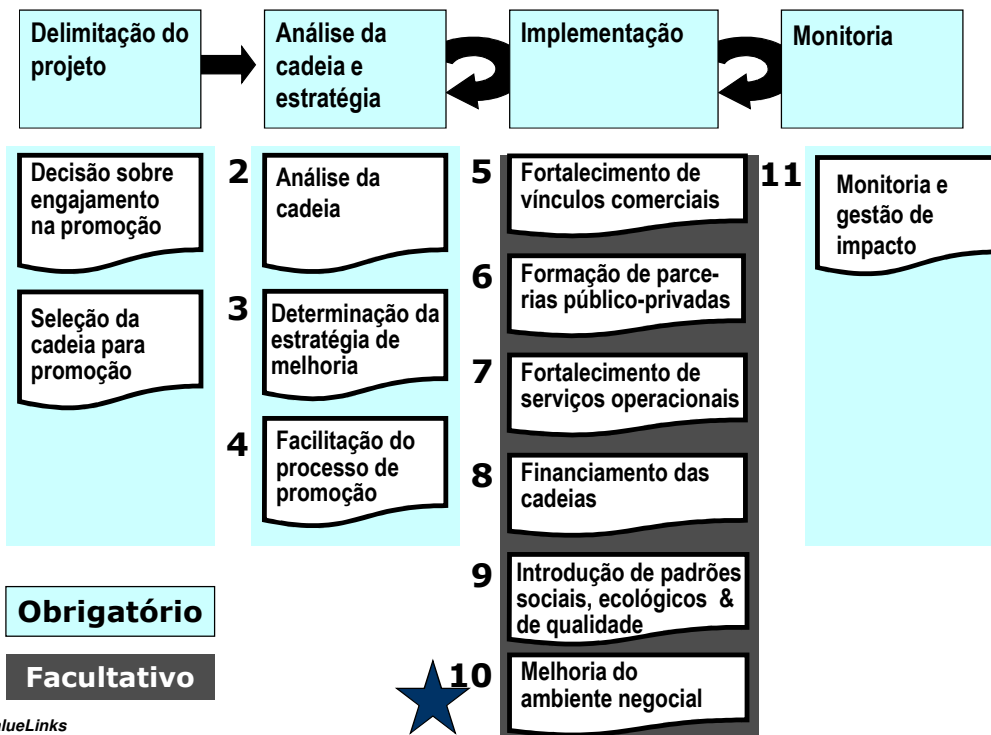 Delimitação do
projeto
Análise da
cadeia e
estratégia
Implementação
Monitoria
Decisão sobre
engajamento
na promoção
Seleção da
cadeia para
promoção
2
Análise da
cadeia
3
Determinação da
estratégia de
melhoria
4
Facilitação do
processo de
promoção
5
Fortalecimento de
vínculos comerciais
6
Formação de parce-
rias público-privadas
7
Fortalecimento de
serviços operacionais
8
Financiamento das
cadeias
9
Introdução de padrões
sociais, ecológicos &
de qualidade
10
Melhoria do
ambiente negocial
11
Monitoria e
gestão de
impacto
Obrigatório
Facultativo
alueLinks